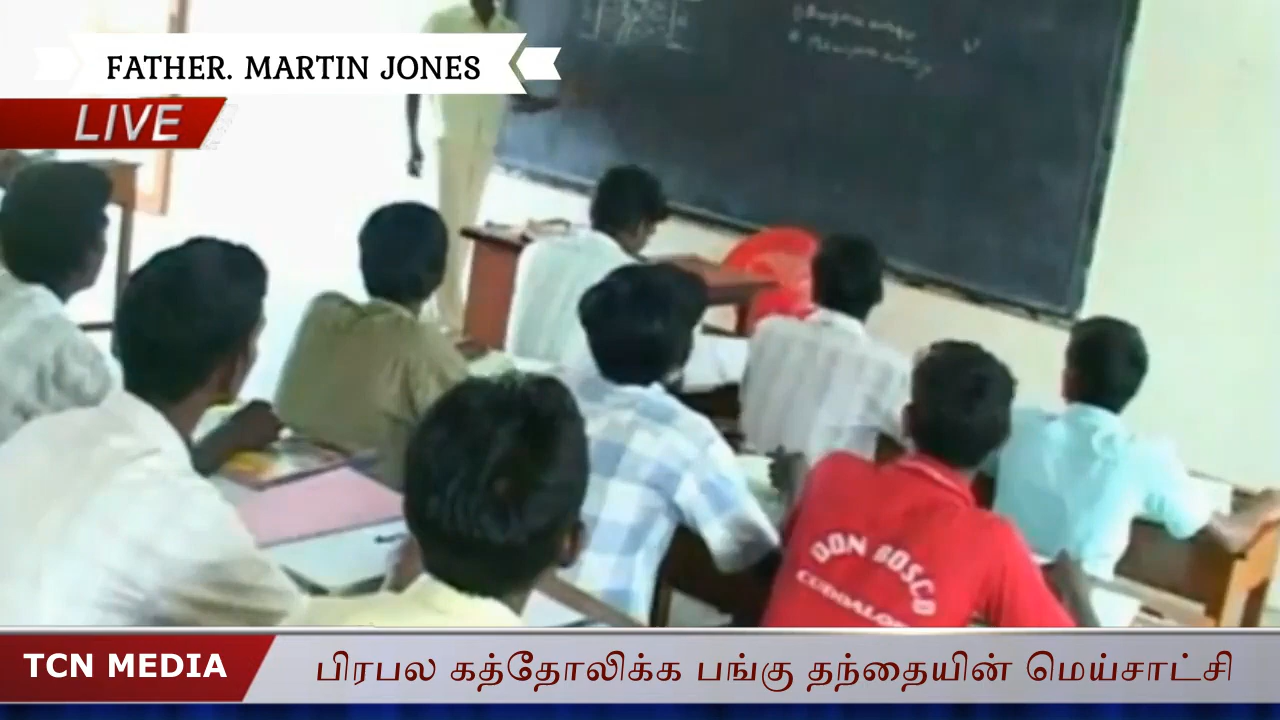 FATHER. MARTIN JONES
LIVE
DON BOSCO
TCN MEDIA
பிரபல கத்தோலிக்க பங்கு தந்தையின் மெய்சாட்சி